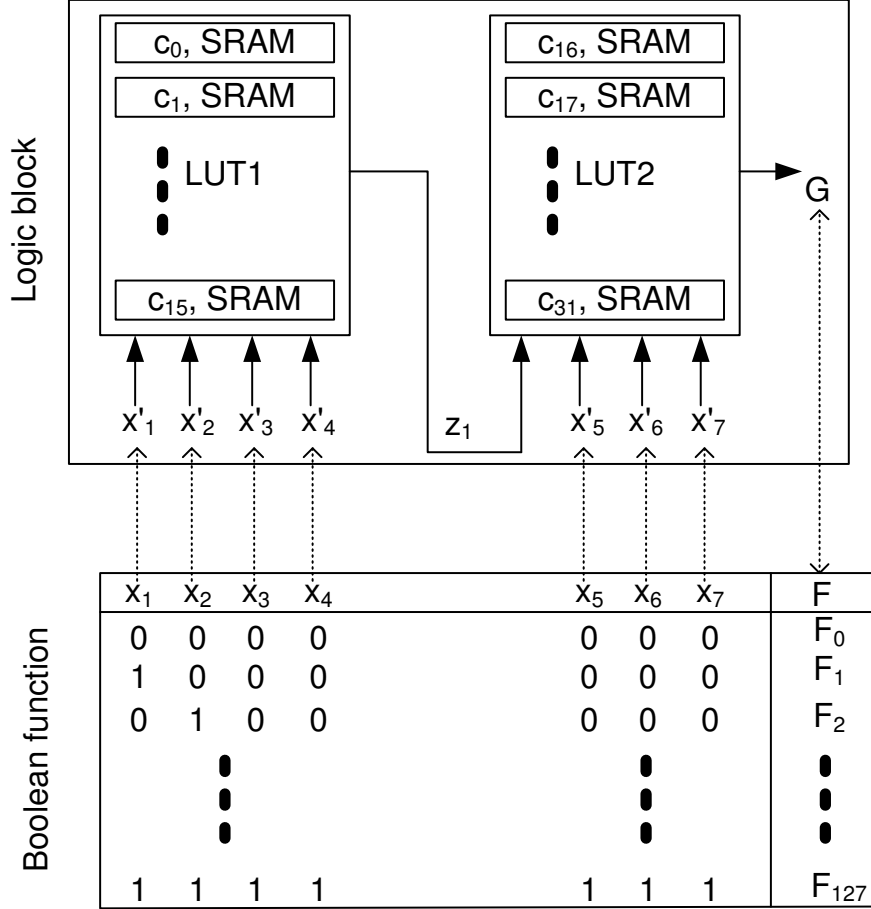 Logic block
c₀, SRAM
c₁, SRAM
LUT1
c₁₅, SRAM
c₁₆, SRAM
c₁₇, SRAM
LUT2
c₃₁, SRAM
G
x'₁ x'₂ x'₃ x'₄ z₁ x'₅ x'₆ x'₇
Boolean function
x₁ x₂ x₃ x₄ x₅ x₆ x₇ F
0 0 0 0 0 0 0 F₀
1 0 0 0 0 0 0 F₁
0 1 0 0 0 0 0 F₂
1 1 1 1 1 1 1 F₁₂₇